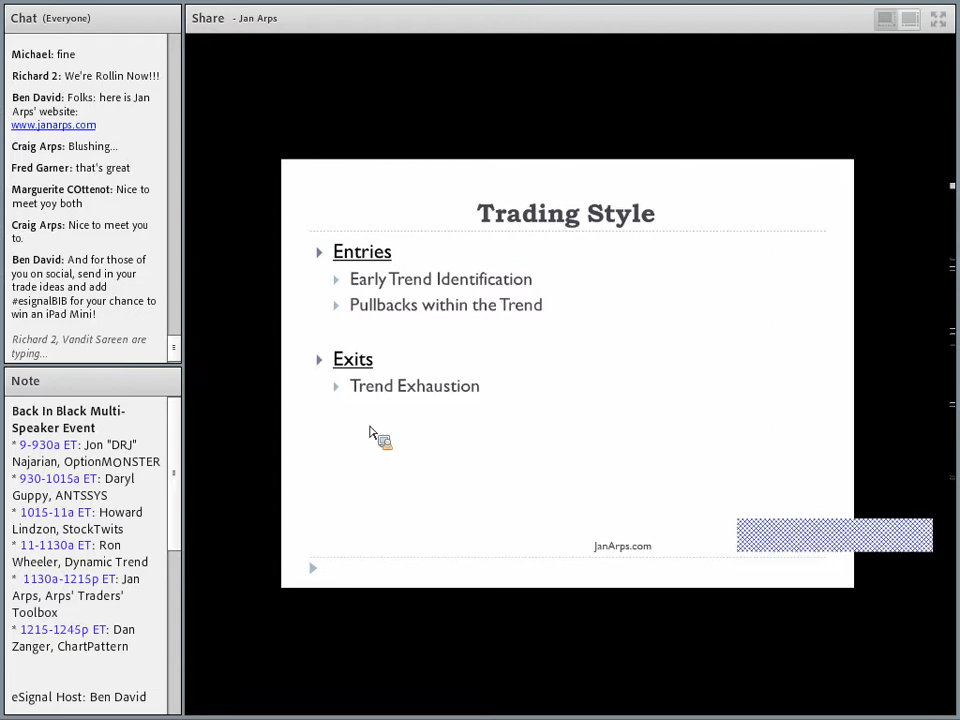 Chat (Everyone)
Michael: fine
Richard 2: We're Rollin Now!!!
Ben David: Folks: here is Jan
Arps' website:
www.janarps.com
Craig Arps: Blushing...
Fred Garner: that's great
Marguerite COttenot: Nice to
meet yoy both
Craig Arps: Nice to meet you
to.
Ben David: And for those of
you on social, send in your
trade ideas and add
#esignalBIB for your chance to
win an iPad Mini!
Richard 2, Vandit Sareen are
typing...
Note
Back In Black Multi-
Speaker Event
* 9-930a ET: Jon "DRJ"
Najarian, OptionMONSTER
* 930-1015a ET: Daryl
Guppy, ANTSSYS
* 1015-11a ET: Howard
Lindzon, StockTwits
* 11-1130a ET: Ron
Wheeler, Dynamic Trend
* 1130a-1215p ET: Jan
Arps, Arps' Traders'
Toolbox
* 1215-1245p ET: Dan
Zanger, ChartPattern
eSignal Host: Ben David
Share - Jan Arps
Trading Style
Entries
Early Trend Identification
Pullbacks within the Trend
Exits
Trend Exhaustion
JanArps.com